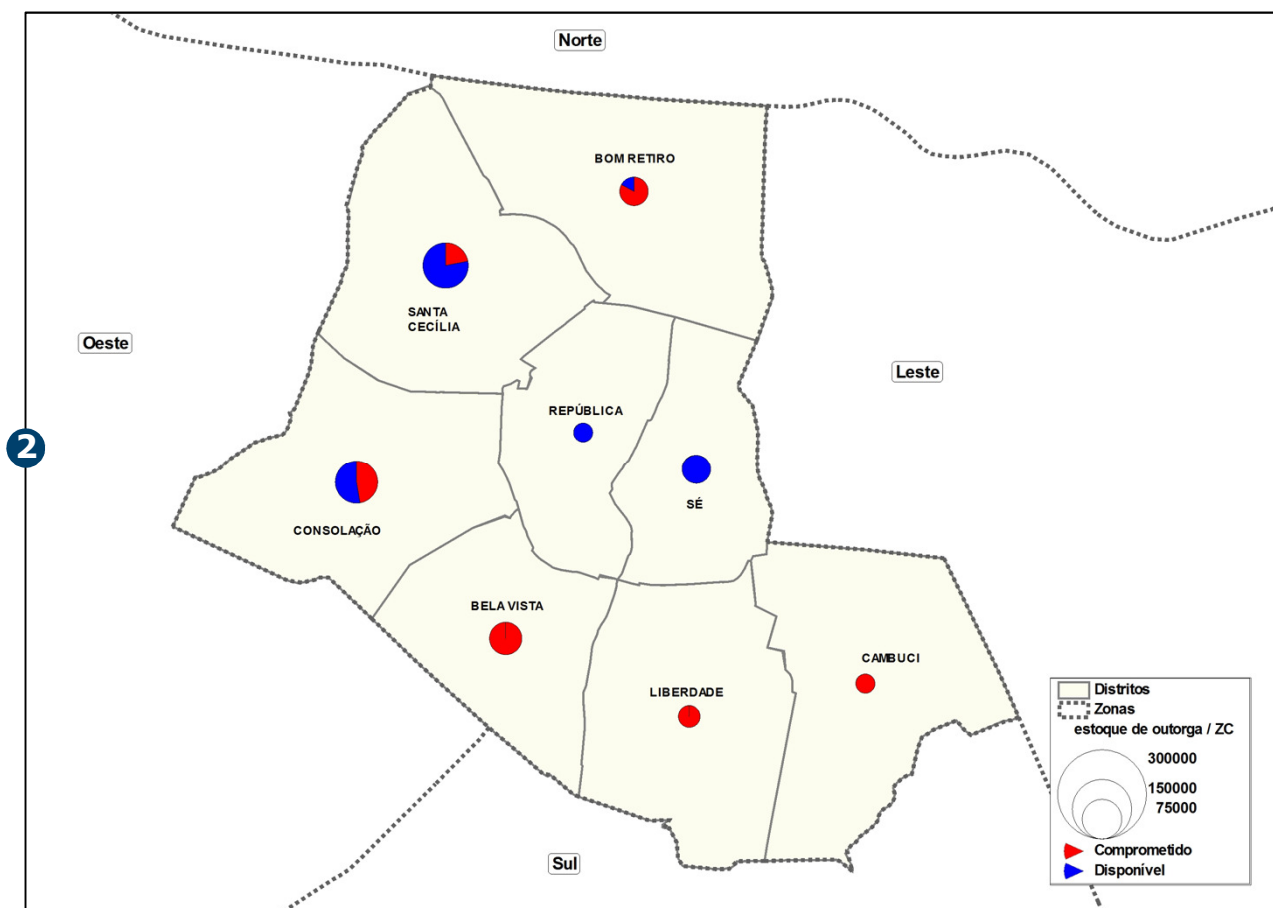 Norte
BOM RETIRO
SANTA
CECÍLIA
Oeste
Leste
REPÚBLICA
2
SÉ
CONSOLAÇÃO
BELA VISTA
CAMBUCI
LIBERDADE
Distritos
Zonas
estoque de outorga / ZC
300000
150000
75000
Comprometido
Disponível
Sul